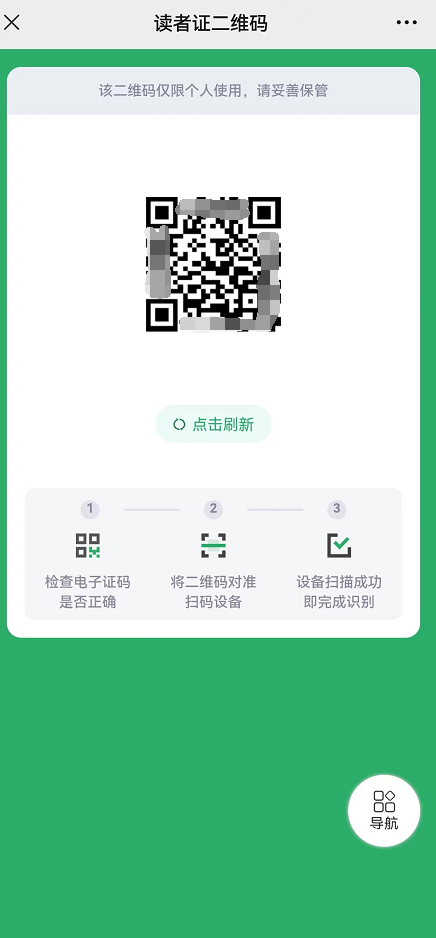 读者证二维码
该二维码仅限个人使用，请妥善保管
点击刷新
1
2
3
检查电子证码
是否正确
将二维码对准
扫码设备
设备扫描成功
即完成识别
导航